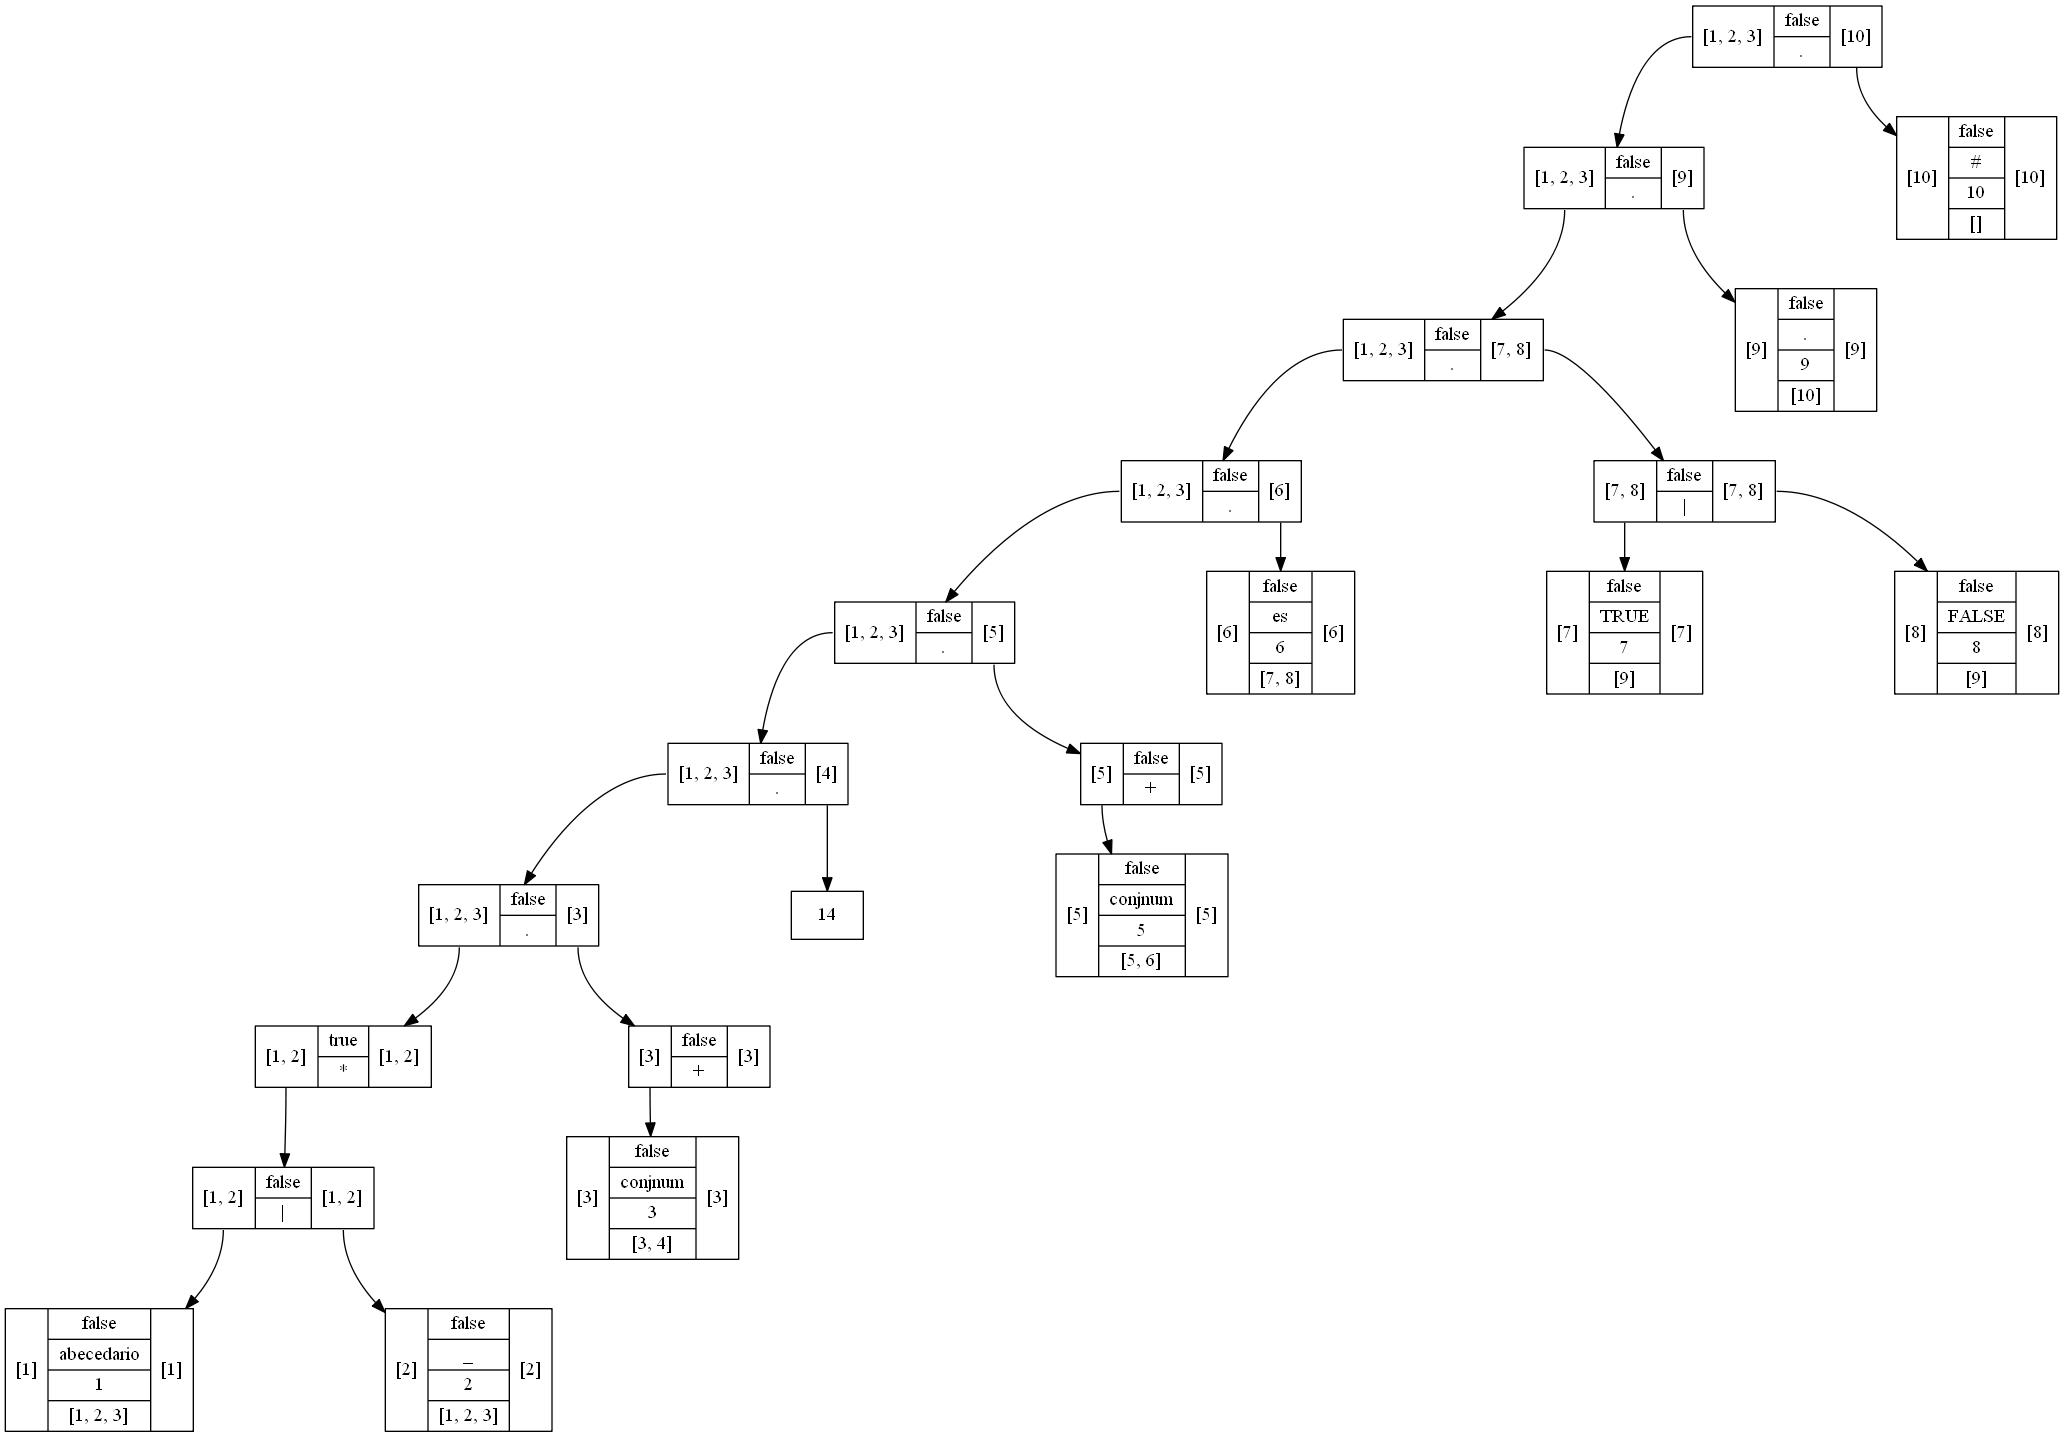 [1, 2, 3] false . [10]
[10] false # 10 [] [10]
[1, 2, 3] false . [9]
[9] false . 9 [10] [9]
[1, 2, 3] false . [7, 8]
[1, 2, 3] false . [6]
[7, 8] false | [7, 8]
[6] false es 6 [7, 8] [6]
[7] false TRUE 7 [9] [7]
[8] false FALSE 8 [9] [8]
[1, 2, 3] false . [5]
[1, 2, 3] false . [4]
[5] false + [5]
[1, 2, 3] false . [3]
14
[5] false conjnum 5 [5, 6] [5]
[1, 2] true * [1, 2]
[3] false + [3]
[1, 2] false | [1, 2]
[3] false conjnum 3 [3, 4] [3]
[1] false abecedario 1 [1, 2, 3] [1]
[2] false _ 2 [1, 2, 3] [2]